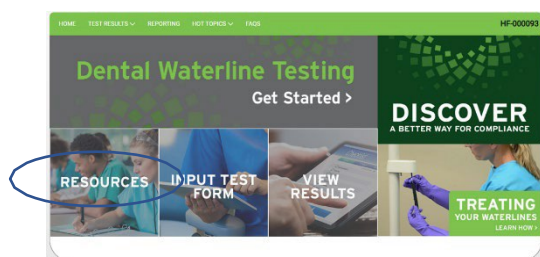 HOME TEST RESULTS REPORTING HOT TOPICS FAQS HF-000093
Dental Waterline Testing
Get Started >
DISCOVER
A BETTER WAY FOR COMPLIANCE
RESOURCES
INPUT TEST
FORM
VIEW
RESULTS
TREATING
YOUR WATERLINES
LEARN HOW >